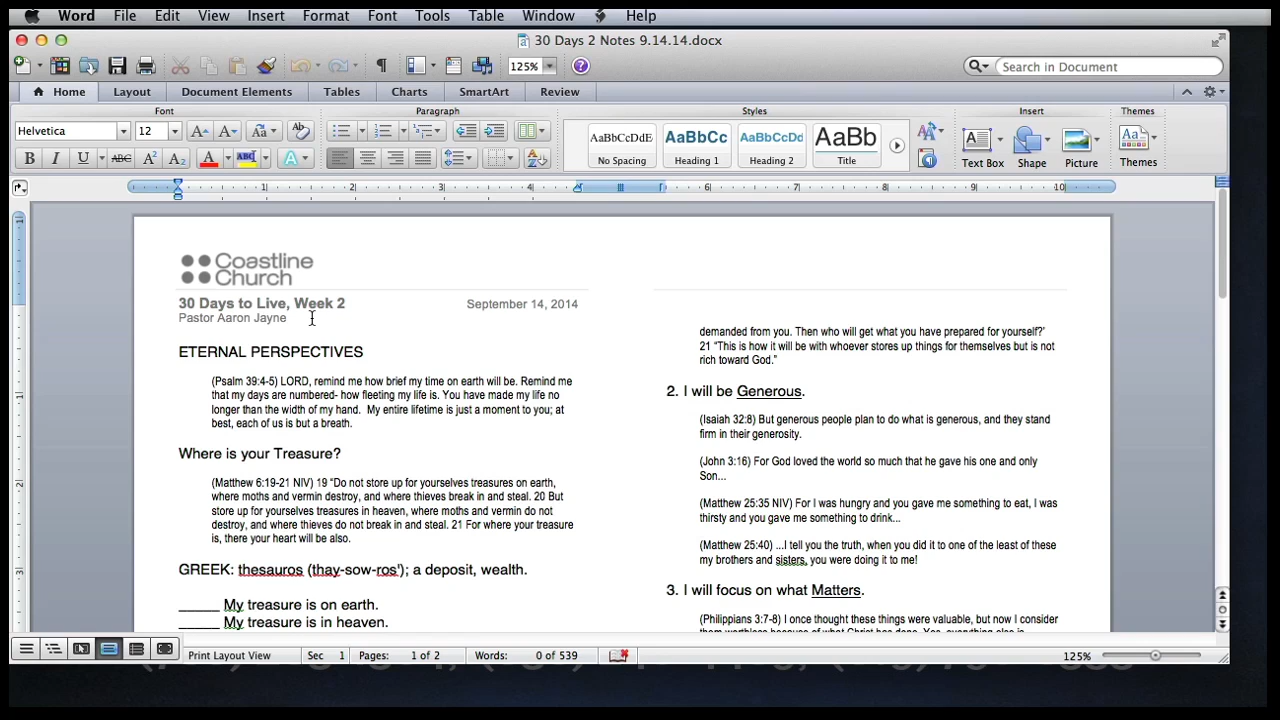 Word File Edit View Insert Format Font Tools Table Window Help
30 Days 2 Notes 9.14.14.docx
125% Search in Document
Home Layout Document Elements Tables Charts SmartArt Review
Font Paragraph Styles Insert Themes
Helvetica 12
AaBbCcDdE AaBbCc AaBbCcDd AaBb
No Spacing Heading 1 Heading 2 Title Text Box Shape Picture Themes
1 2 3 4 6 7 8 9 10
Coastline
Church
30 Days to Live, Week 2 September 14, 2014
Pastor Aaron Jayne
ETERNAL PERSPECTIVES
(Psalm 39:4-5) LORD, remind me how brief my time on earth will be. Remind me
that my days are numbered- how fleeting my life is. You have made my life no
longer than the width of my hand. My entire lifetime is just a moment to you; at
best, each of us is but a breath.
Where is your Treasure?
(Matthew 6:19-21 NIV) 19 “Do not store up for yourselves treasures on earth,
where moths and vermin destroy, and where thieves break in and steal. 20 But
store up for yourselves treasures in heaven, where moths and vermin do not
destroy, and where thieves do not break in and steal. 21 For where your treasure
is, there your heart will be also.
GREEK: thesauros (thay-sow-ros'); a deposit, wealth.
______ My treasure is on earth.
______ My treasure is in heaven.
demanded from you. Then who will get what you have prepared for yourself?’
21 “This is how it will be with whoever stores up things for themselves but is not
rich toward God.”
2. I will be Generous.
(Isaiah 32:8) But generous people plan to do what is generous, and they stand
firm in their generosity.
(John 3:16) For God loved the world so much that he gave his one and only
Son...
(Matthew 25:35 NIV) For I was hungry and you gave me something to eat, I was
thirsty and you gave me something to drink...
(Matthew 25:40) ...I tell you the truth, when you did it to one of the least of these
my brothers and sisters, you were doing it to me!
3. I will focus on what Matters.
(Philippians 3:7-8) I once thought these things were valuable, but now I consider
them worthless because of what Christ has done. Yes, everything else is
Print Layout View Sec 1 Pages: 1 of 2 Words: 0 of 539 125%